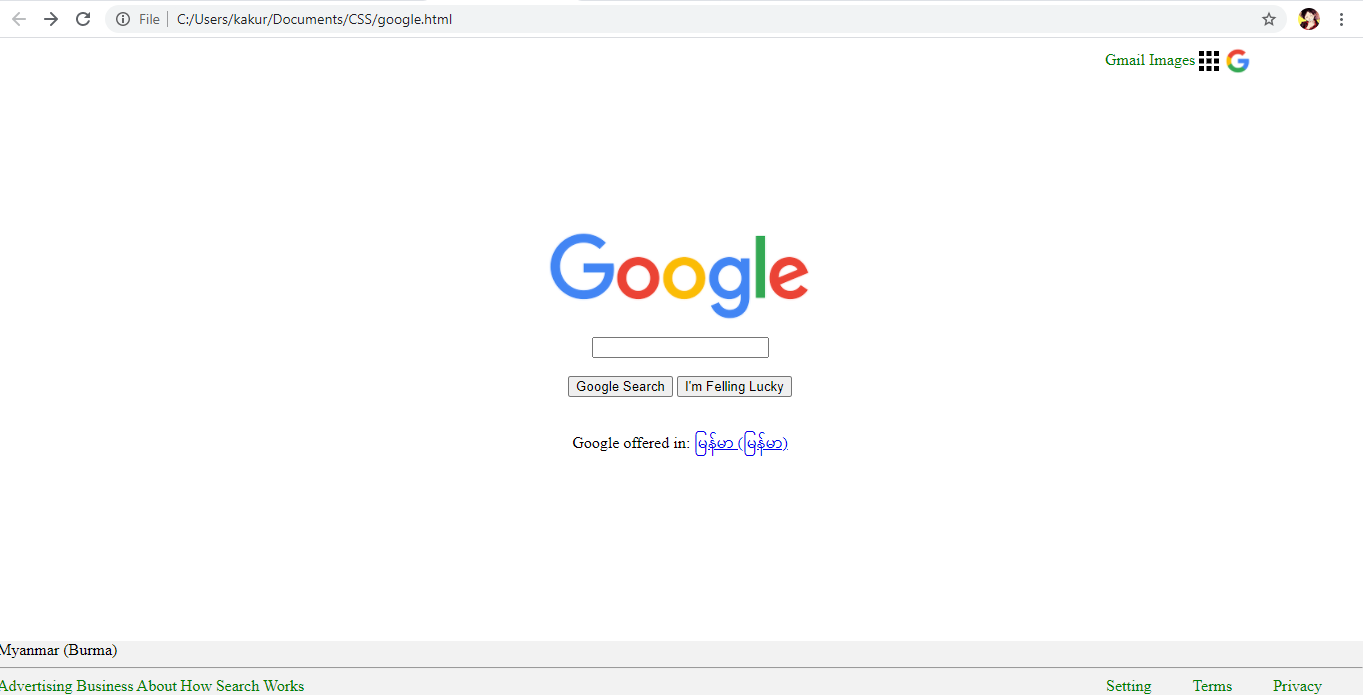 File C:/Users/kakur/Documents/CSS/google.html
Gmail Images
Google
Google Search I'm Felling Lucky
Google offered in: မြန်မာ (မြန်မာ)
Myanmar (Burma)
Advertising Business About How Search Works Setting Terms Privacy